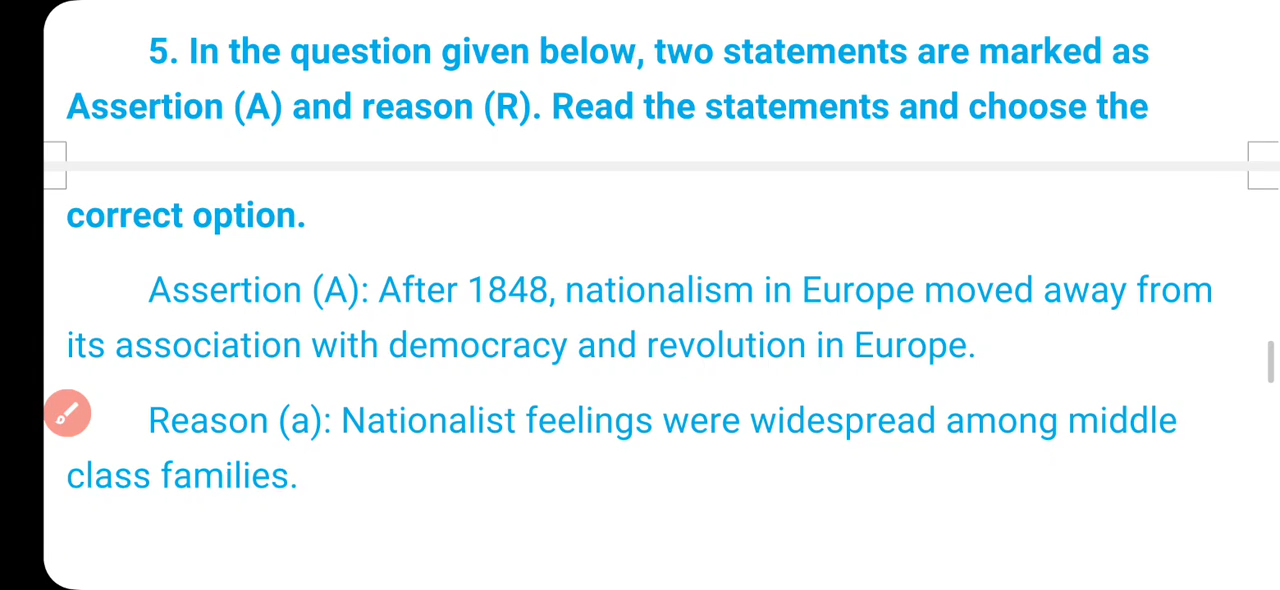 5. In the question given below, two statements are marked as
Assertion (A) and reason (R). Read the statements and choose the
correct option.
Assertion (A): After 1848, nationalism in Europe moved away from
its association with democracy and revolution in Europe.
Reason (a): Nationalist feelings were widespread among middle
class families.